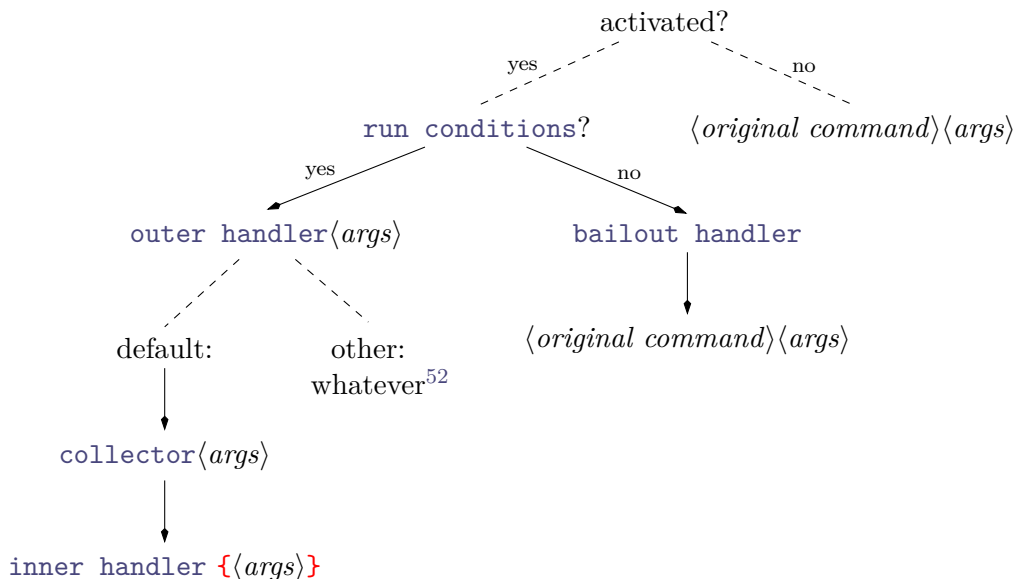 activated?
yes
no
run conditions?
⟨original command⟩⟨args⟩
yes
no
outer handler⟨args⟩
bailout handler
default:
other:
whatever52
⟨original command⟩⟨args⟩
collector⟨args⟩
inner handler {⟨args⟩}